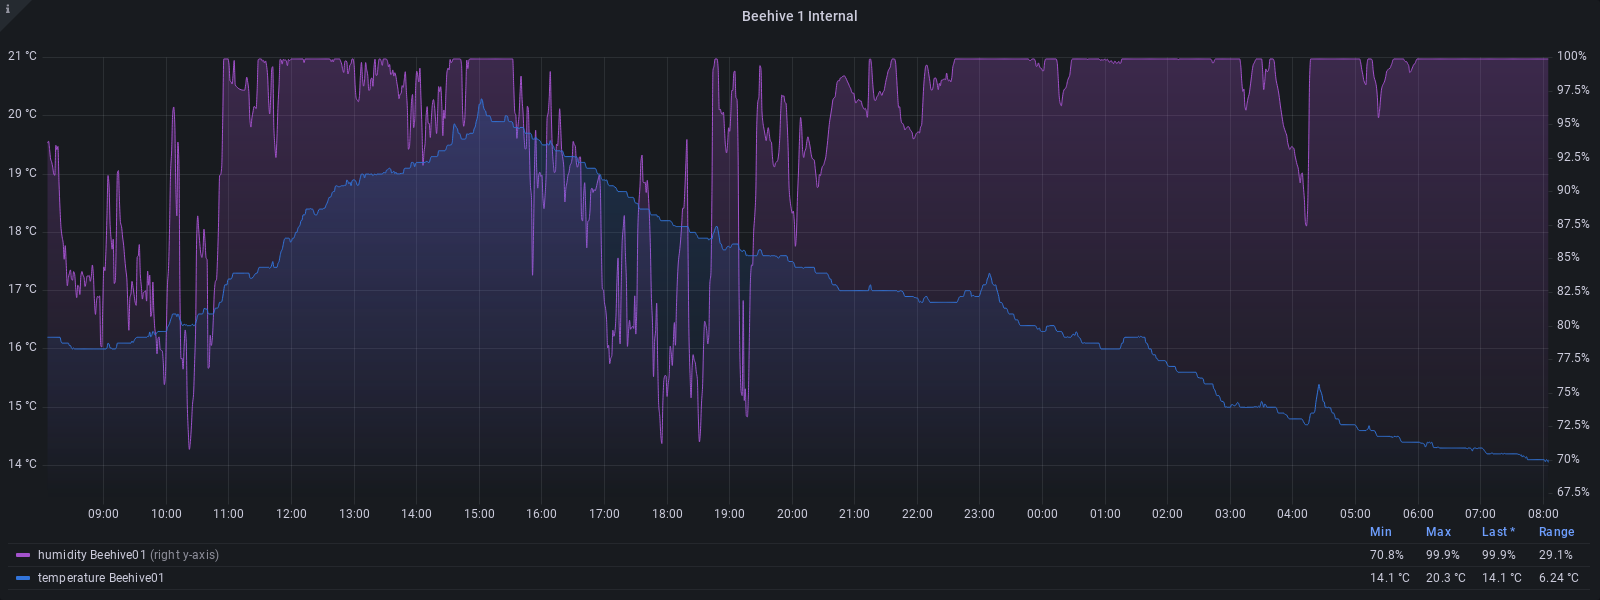 i
Beehive 1 Internal
21 °C
20 °C
19 °C
18 °C
17 °C
16 °C
15 °C
14 °C
100%
97.5%
95%
92.5%
90%
87.5%
85%
82.5%
80%
77.5%
75%
72.5%
70%
67.5%
09:00 10:00 11:00 12:00 13:00 14:00 15:00 16:00 17:00 18:00 19:00 20:00 21:00 22:00 23:00 00:00 01:00 02:00 03:00 04:00 05:00 06:00 07:00 08:00
Min Max Last * Range
humidity Beehive01 (right y-axis) 70.8% 99.9% 99.9% 29.1%
temperature Beehive01 14.1 °C 20.3 °C 14.1 °C 6.24 °C